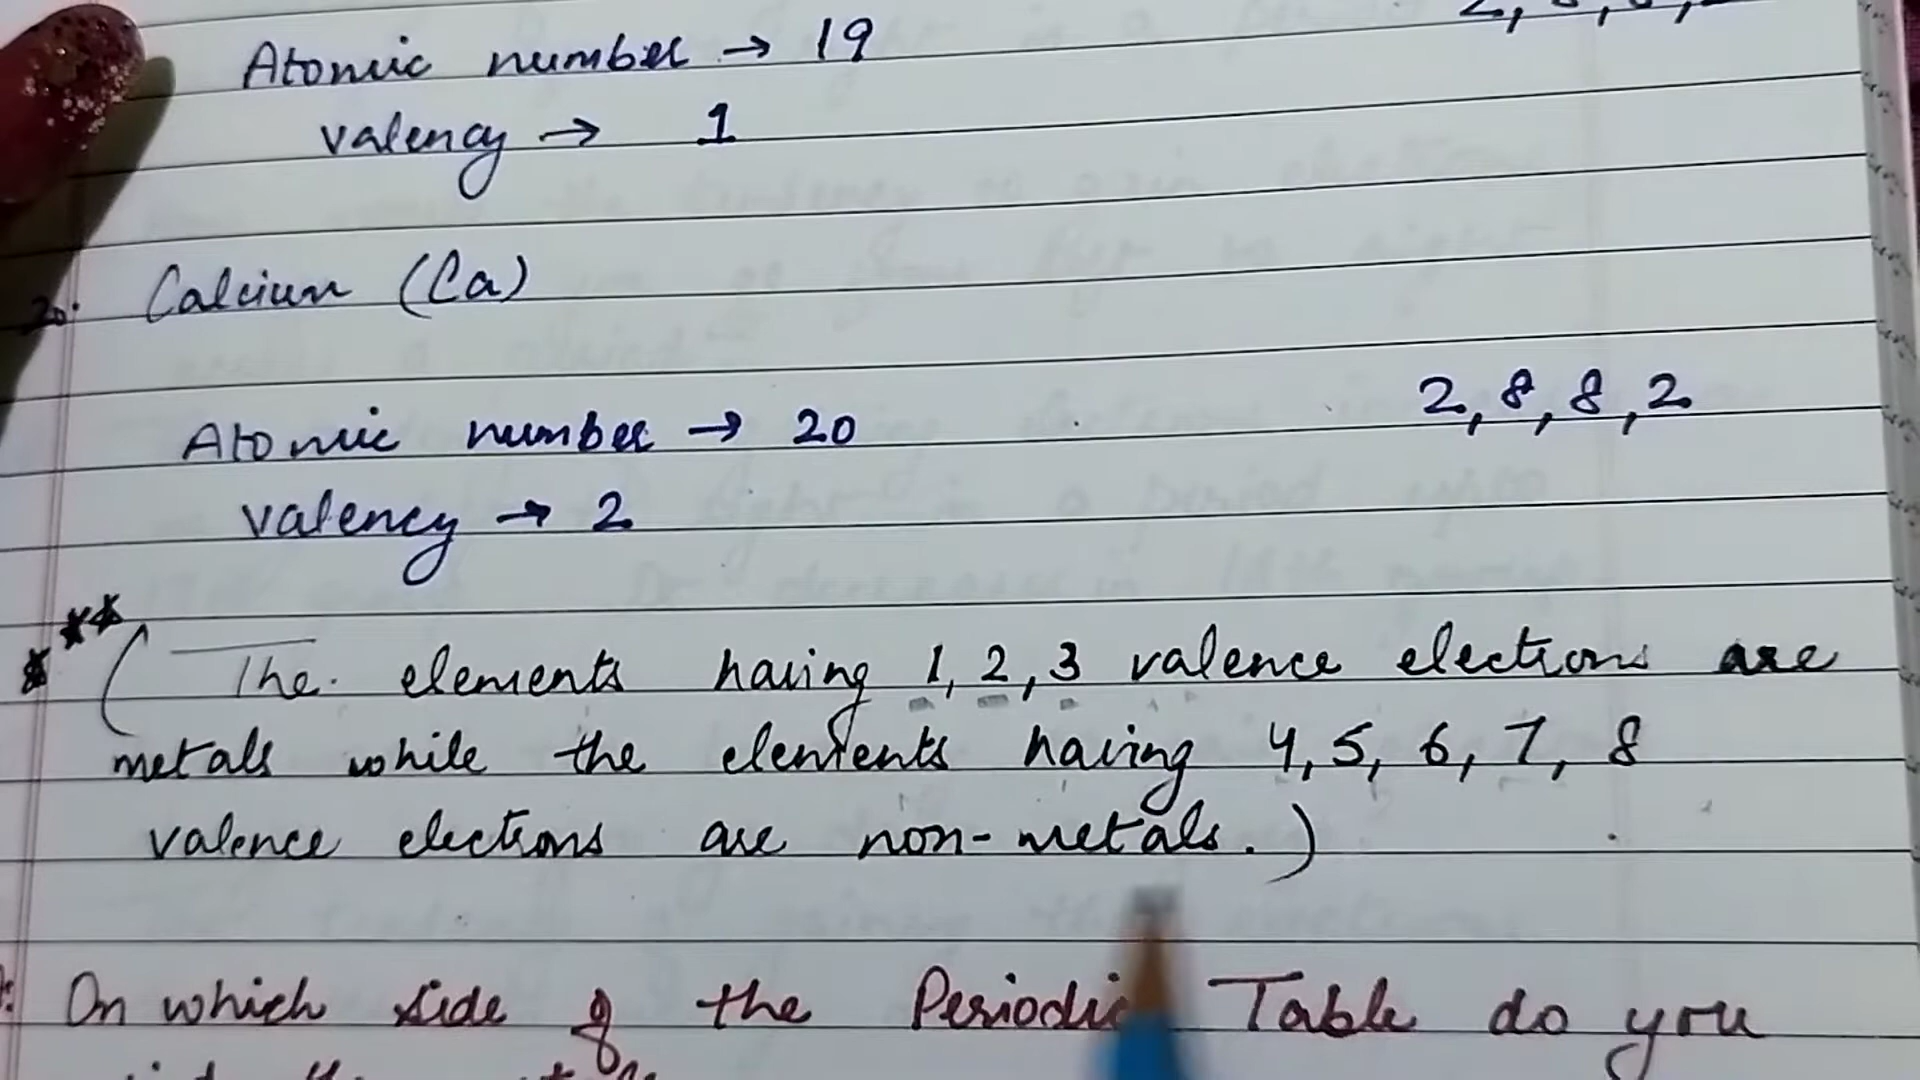 Atomic number → 19
valency → 1
20. Calcium (Ca)
2, 8, 8, 2
Atomic number → 20
valency → 2
*** ( The elements having 1, 2, 3 valence electrons are
metals while the elements having 4, 5, 6, 7, 8
valence electrons are non-metals. )
On which side of the Periodic Table do you